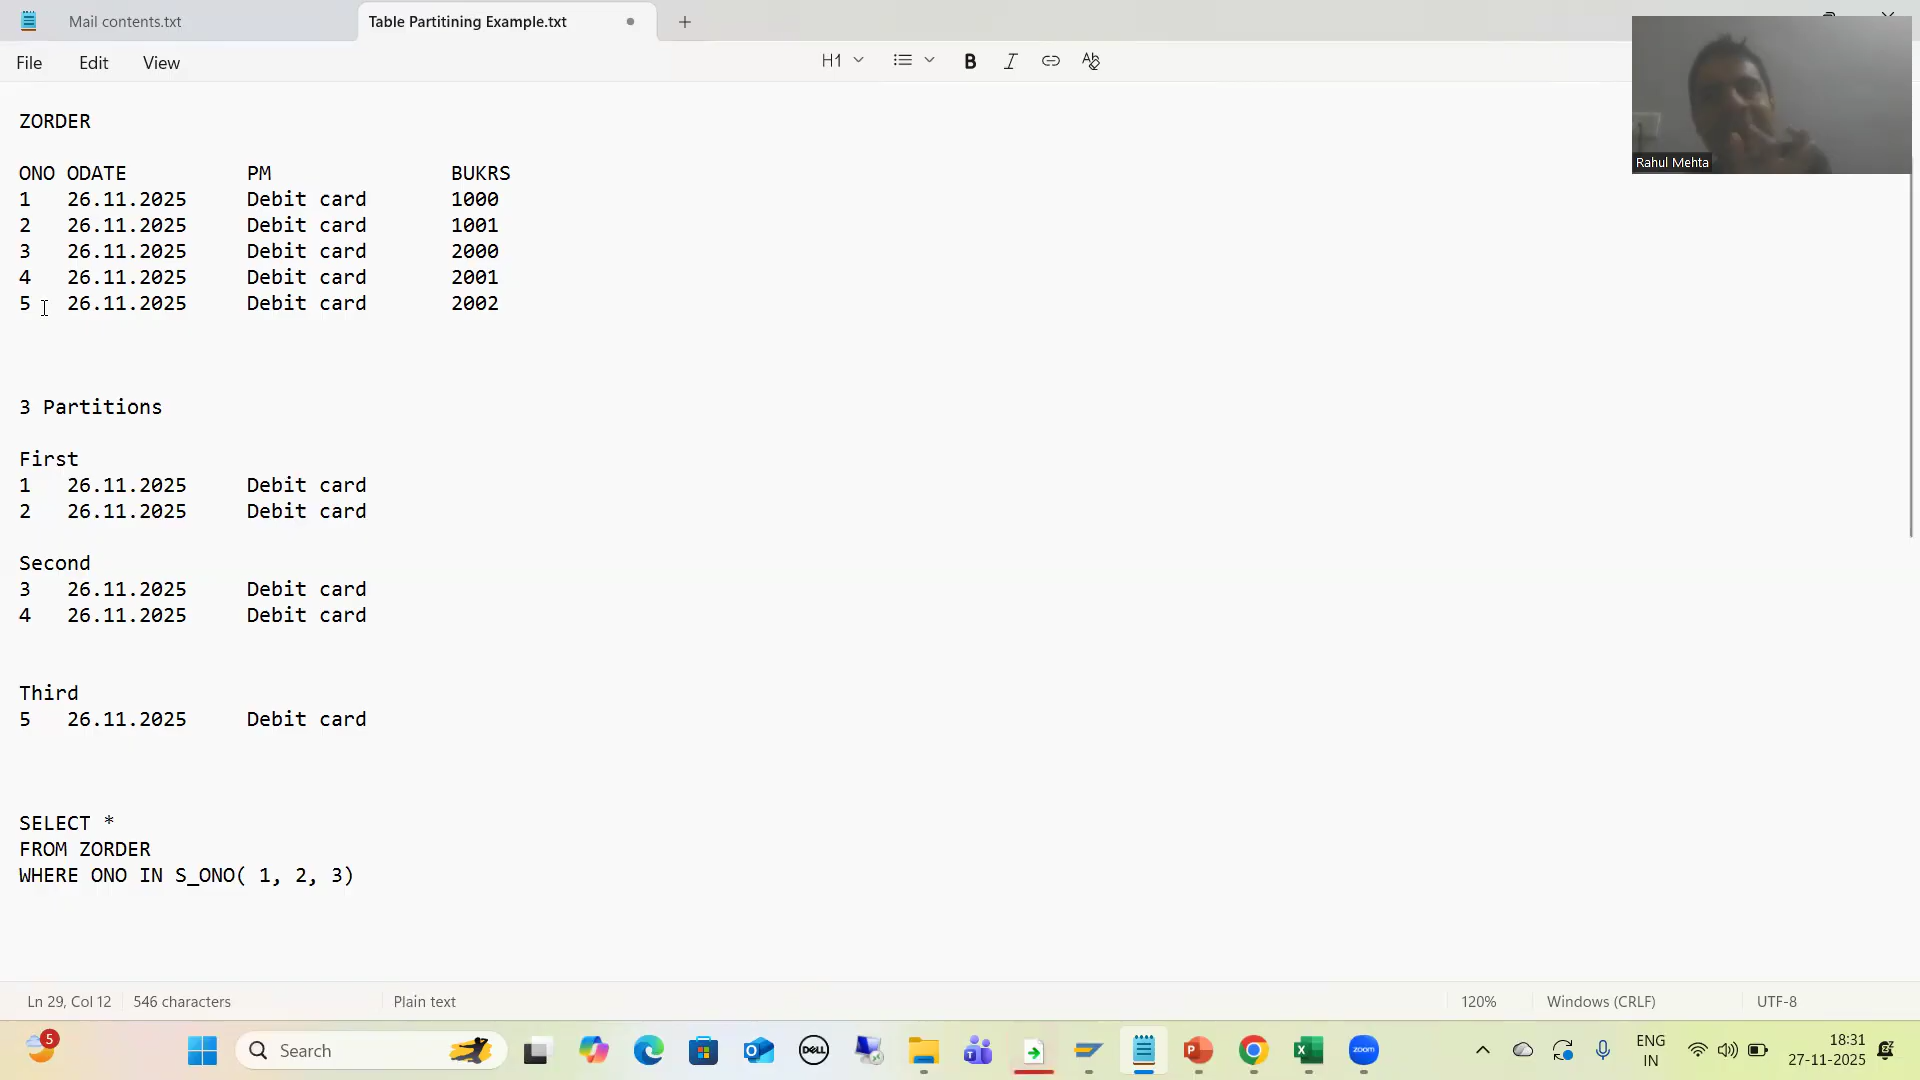 Mail contents.txt
Table Partitining Example.txt
File Edit View
H1
Rahul Mehta
ZORDER
ONO ODATE PM BUKRS
1 26.11.2025 Debit card 1000
2 26.11.2025 Debit card 1001
3 26.11.2025 Debit card 2000
4 26.11.2025 Debit card 2001
5 26.11.2025 Debit card 2002
3 Partitions
First
1 26.11.2025 Debit card
2 26.11.2025 Debit card
Second
3 26.11.2025 Debit card
4 26.11.2025 Debit card
Third
5 26.11.2025 Debit card
SELECT *
FROM ZORDER
WHERE ONO IN S_ONO( 1, 2, 3)
Ln 29, Col 12 546 characters Plain text 120% Windows (CRLF) UTF-8
5
Search
DELL
zoom
ENG
IN
18:31
27-11-2025